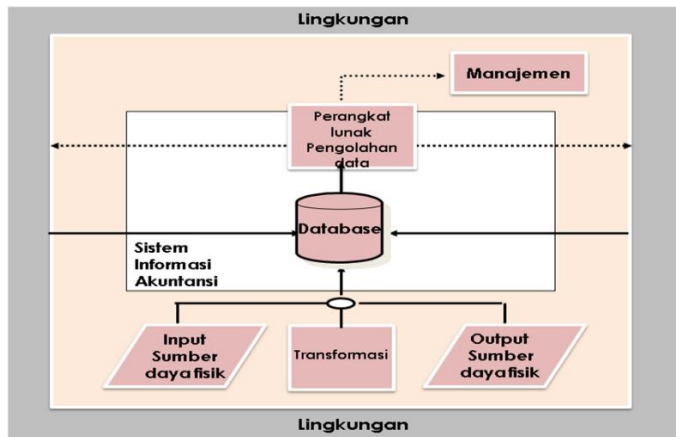 Lingkungan
Manajemen
Perangkat
lunak
Pengolahan
data
Database
Sistem
Informasi
Akuntansi
Input
Sumber
daya fisik
Transformasi
Output
Sumber
daya fisik
Lingkungan